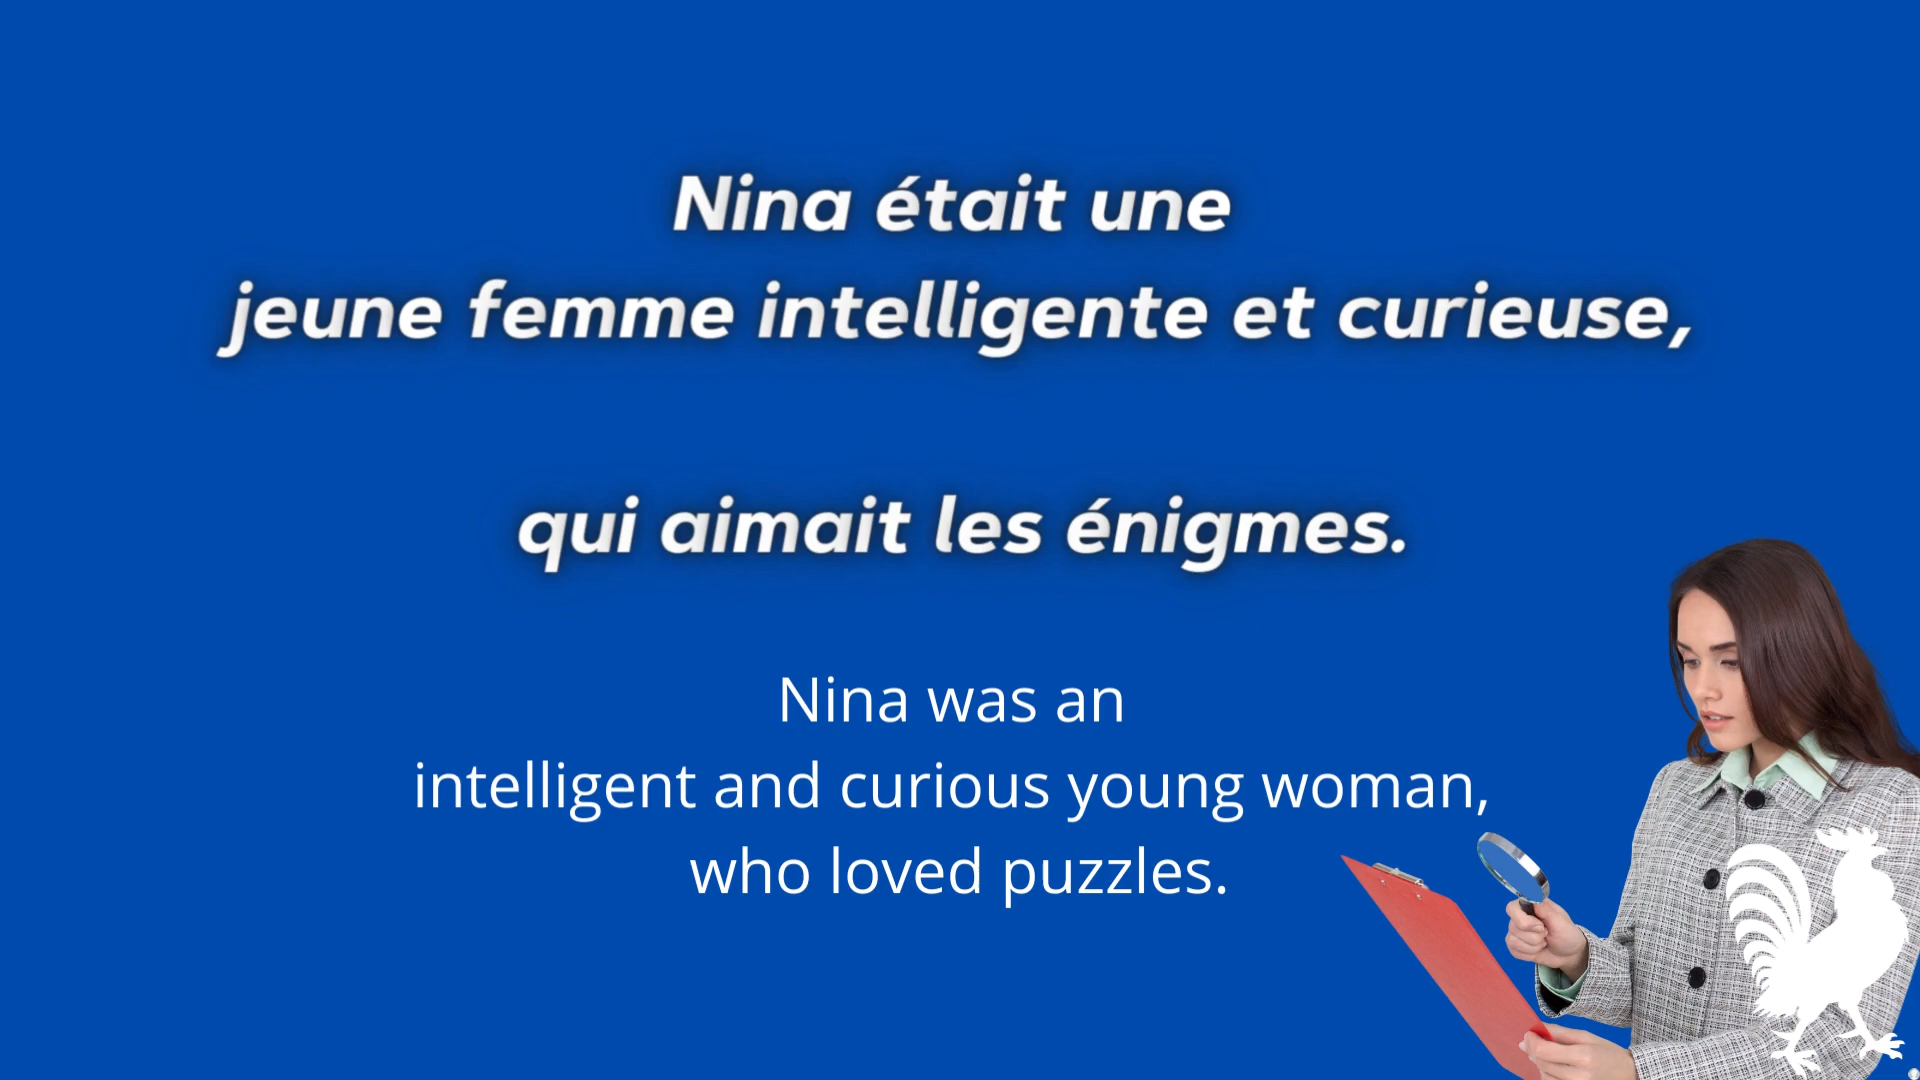 Nina était une
jeune femme intelligente et curieuse,
qui aimait les énigmes.
Nina was an
intelligent and curious young woman,
who loved puzzles.